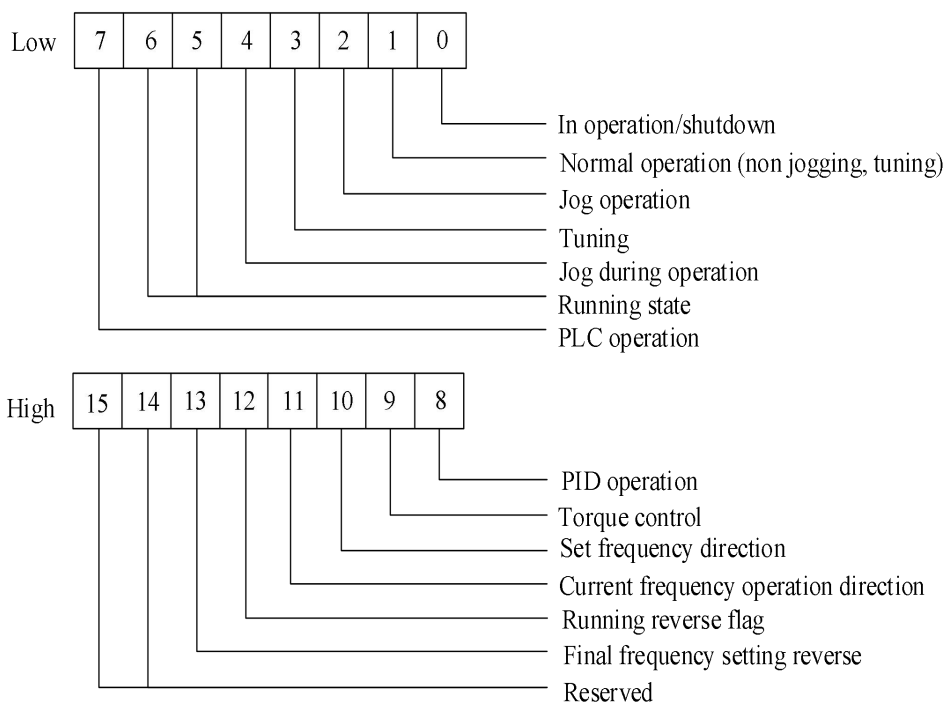 Low 7 6 5 4 3 2 1 0
In operation/shutdown
Normal operation (non jogging, tuning)
Jog operation
Tuning
Jog during operation
Running state
PLC operation
High 15 14 13 12 11 10 9 8
PID operation
Torque control
Set frequency direction
Current frequency operation direction
Running reverse flag
Final frequency setting reverse
Reserved